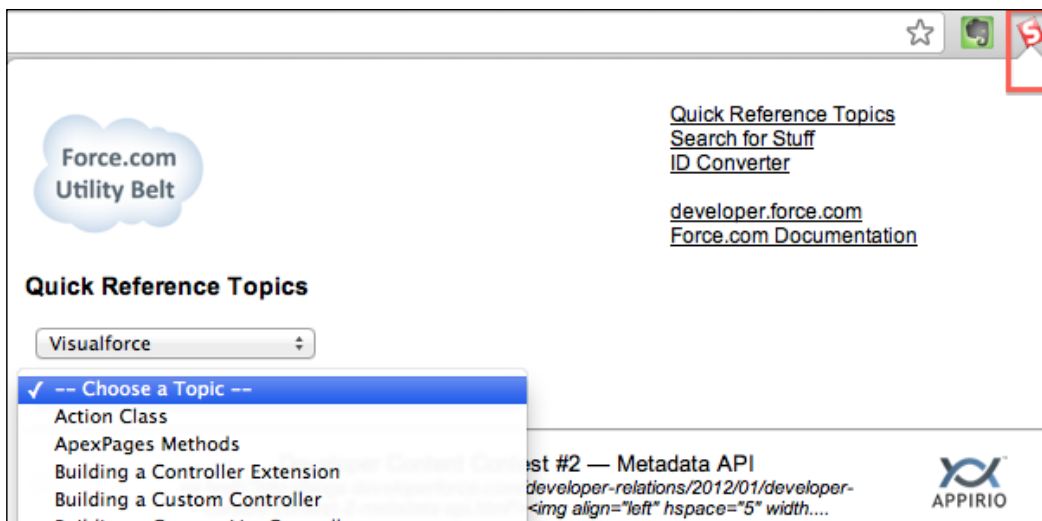 Force.com
Utility Belt
Quick Reference Topics
Search for Stuff
ID Converter
developer.force.com
Force.com Documentation
Quick Reference Topics
Visualforce
✓ -- Choose a Topic --
Action Class
ApexPages Methods
Building a Controller Extension
Building a Custom Controller
est #2 — Metadata API
/developer-relations/2012/01/developer-
<img align="left" hspace="5" width....
APPIRIO